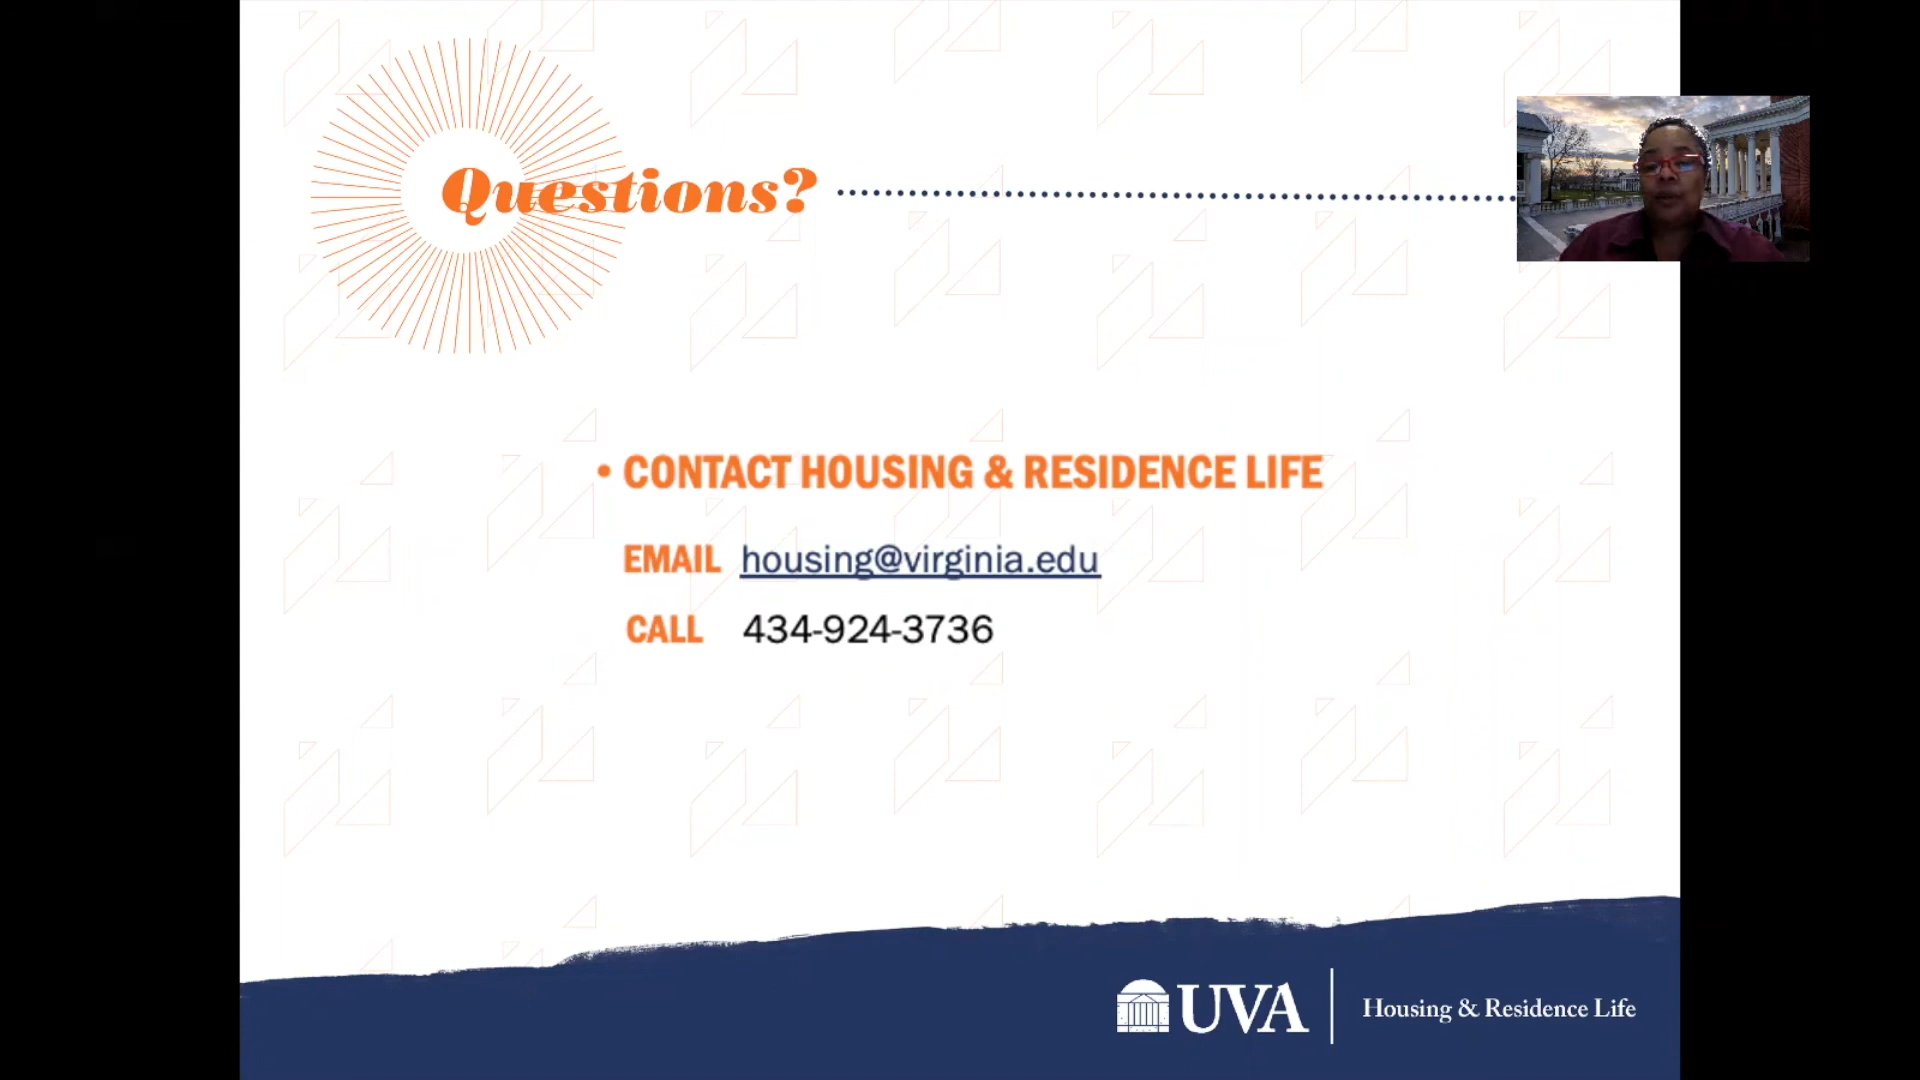 Questions?
• CONTACT HOUSING & RESIDENCE LIFE
EMAIL housing@virginia.edu
CALL 434-924-3736
UVA Housing & Residence Life